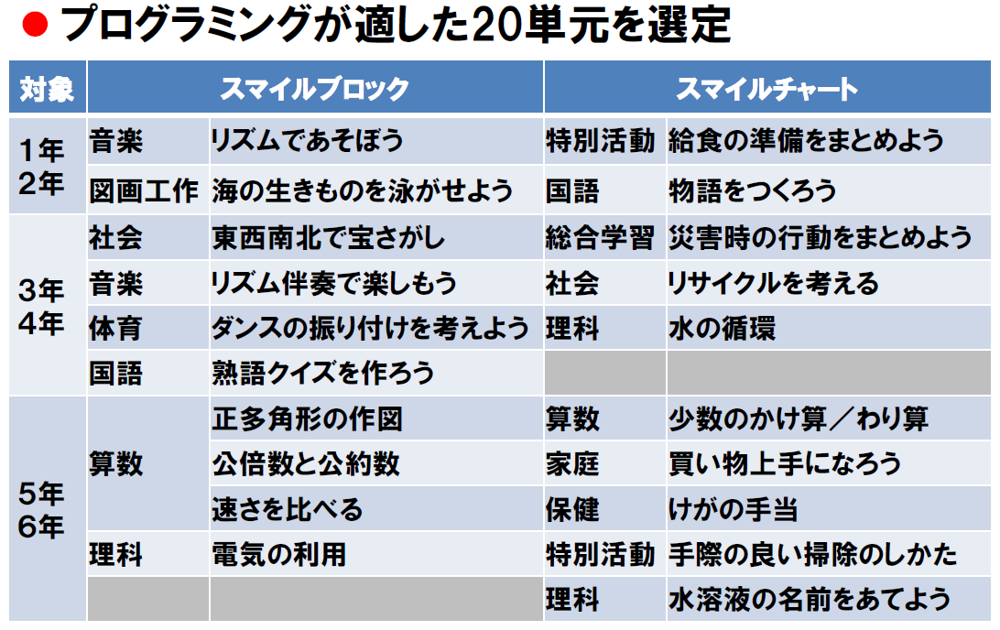 ● プログラミングが適した20単元を選定
対象 スマイルブロック スマイルチャート
1年 2年 音楽 リズムであそぼう 特別活動 給食の準備をまとめよう
図画工作 海の生きものを泳がせよう 国語 物語をつくろう
3年 4年 社会 東西南北で宝さがし 総合学習 災害時の行動をまとめよう
音楽 リズム伴奏で楽しもう 社会 リサイクルを考える
体育 ダンスの振り付けを考えよう 理科 水の循環
国語 熟語クイズを作ろう
5年 6年 算数 正多角形の作図 算数 少数のかけ算／わり算
公倍数と公約数 家庭 買い物上手になろう
速さを比べる 保健 けがの手当
理科 電気の利用 特別活動 手際の良い掃除のしかた
理科 水溶液の名前をあてよう